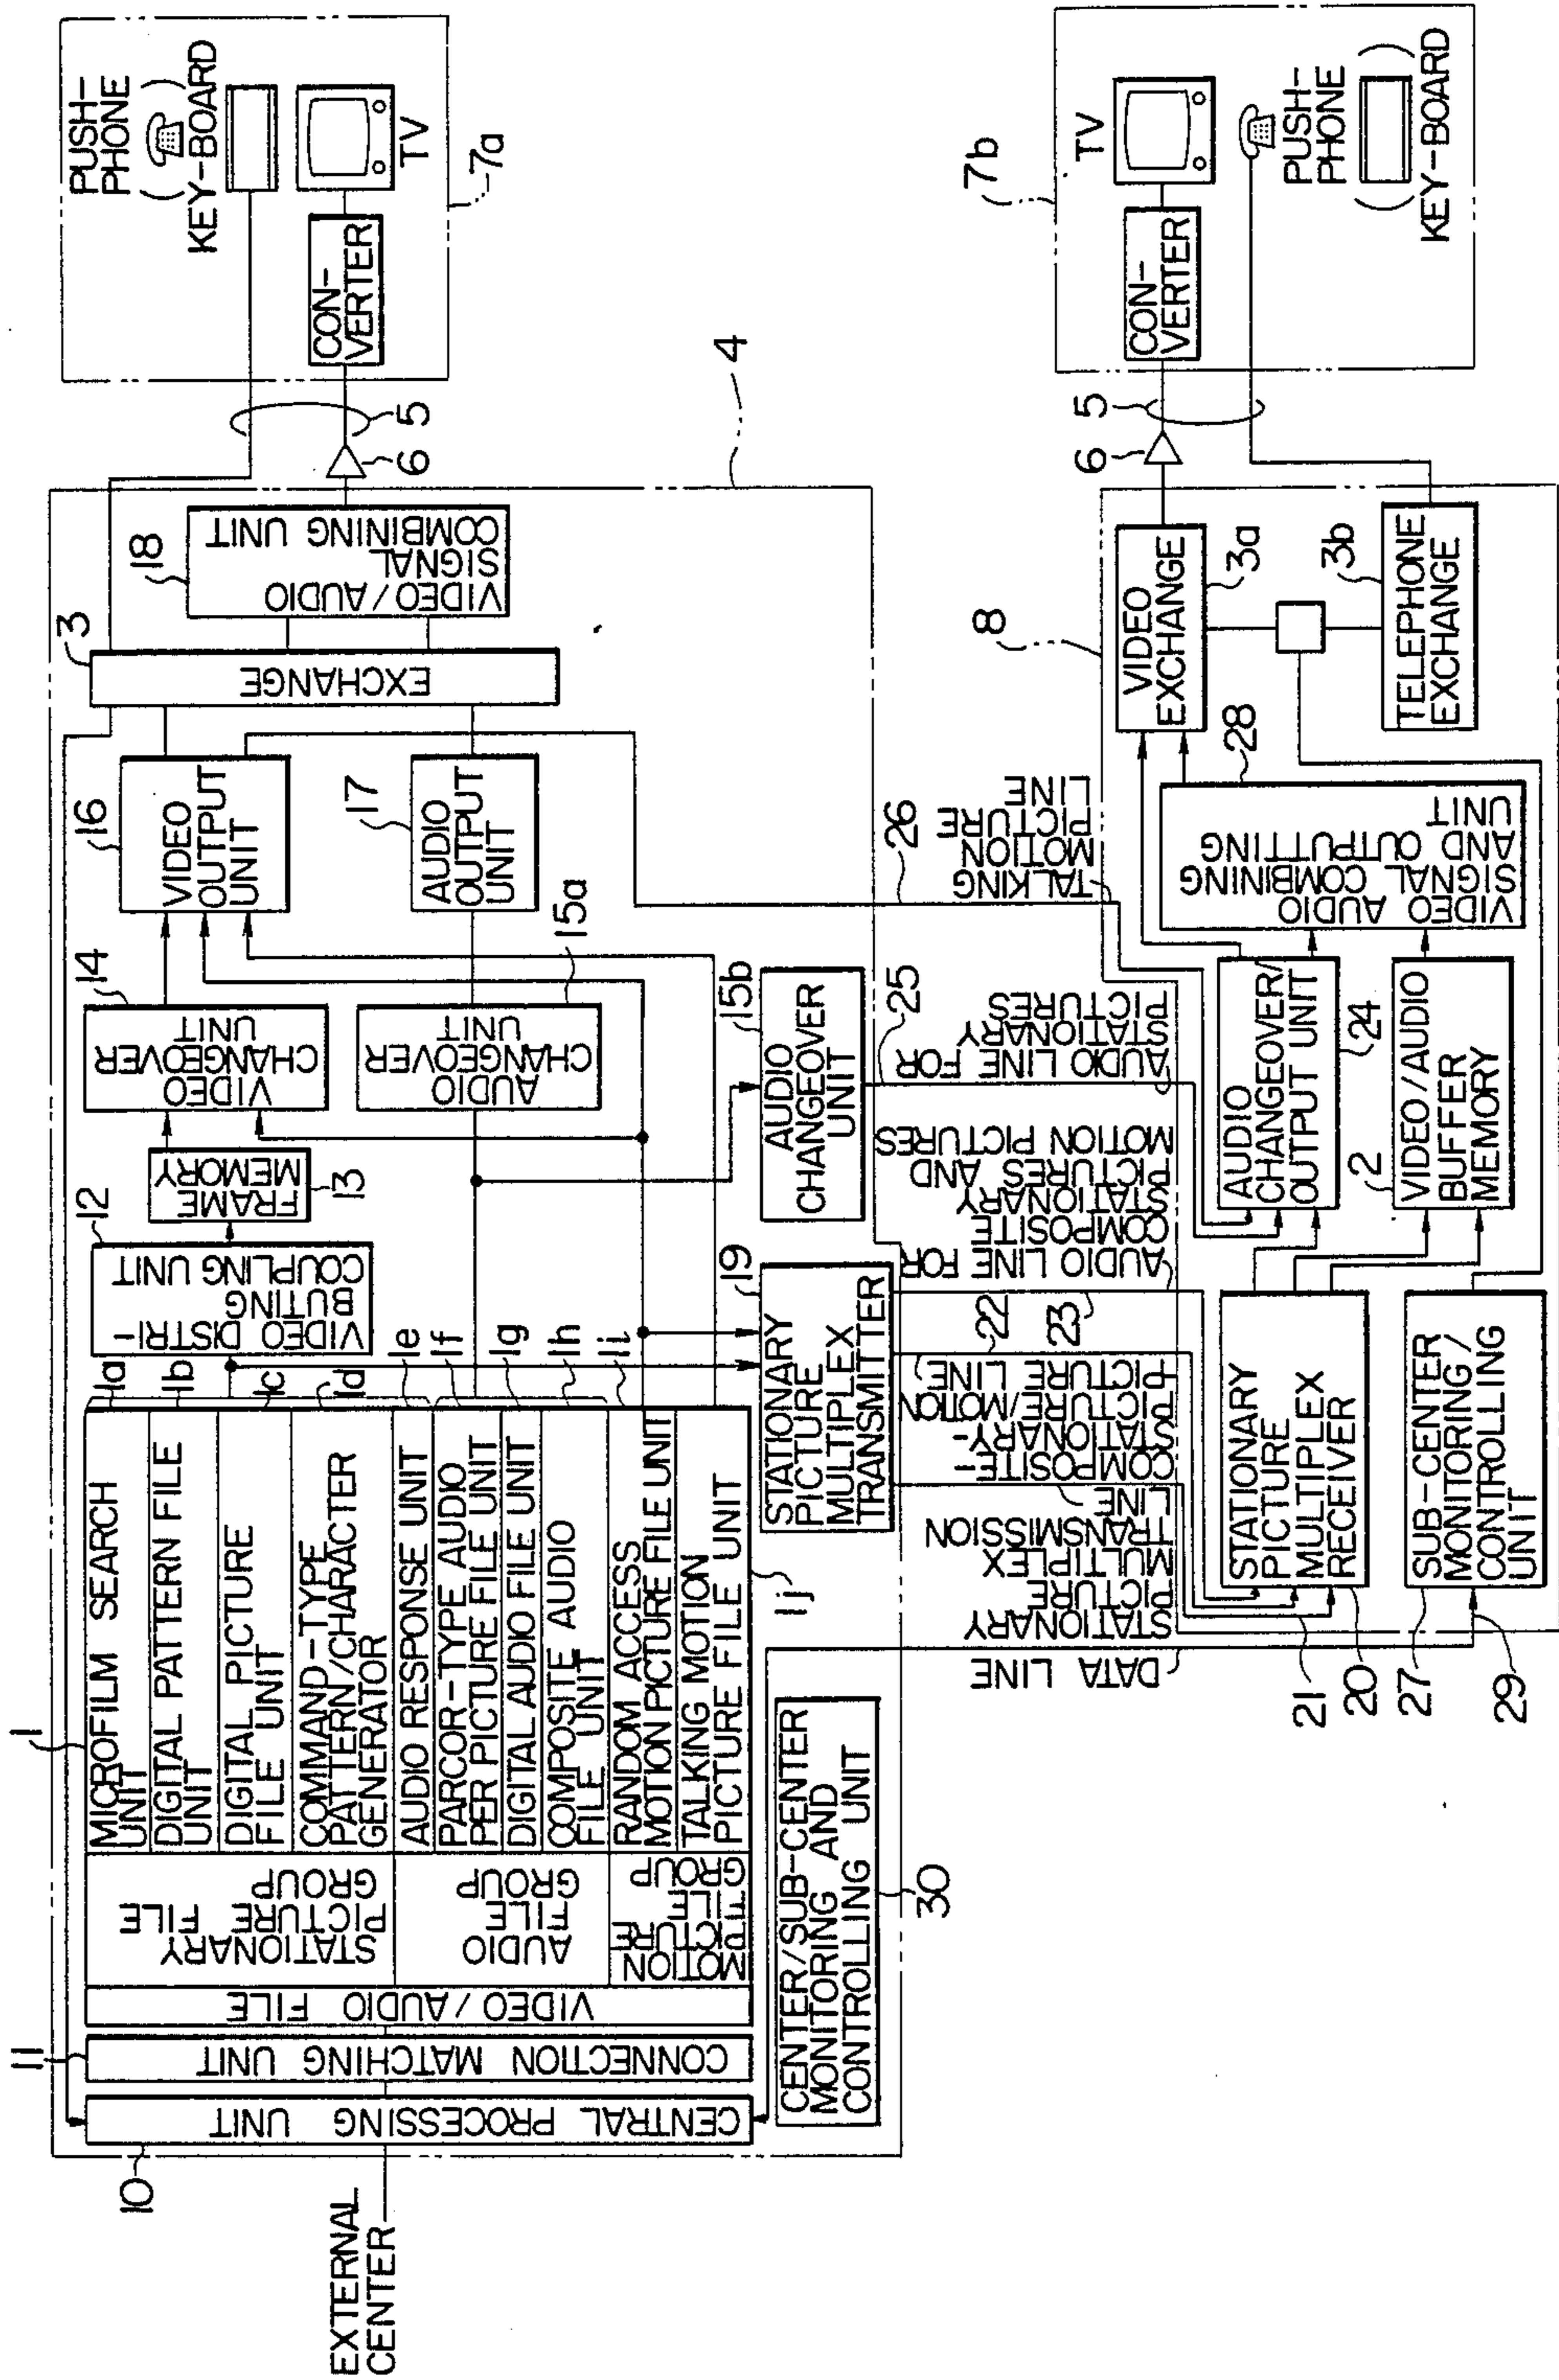 EXTERNAL
CENTER
10
CENTRAL PROCESSING
UNIT
11
CONNECTION MATCHING UNIT
1
VIDEO/AUDIO FILE
STATIONARY
PICTURE FILE
GROUP
AUDIO
FILE
GROUP
MOTION
PICTURE
FILE
GROUP
MICROFILM SEARCH
UNIT
DIGITAL PATTERN FILE
UNIT
DIGITAL PICTURE
FILE UNIT
COMMAND-TYPE
PATTERN/CHARACTER
GENERATOR
AUDIO RESPONSE UNIT
PARCOR-TYPE AUDIO
PER PICTURE FILE UNIT
DIGITAL AUDIO FILE UNIT
COMPOSITE AUDIO
FILE UNIT
RANDOM ACCESS
MOTION PICTURE FILE UNIT
TALKING MOTION
PICTURE FILE UNIT
1a
1b
1c
1d
1e
1f
1g
1h
1i
1j
12
VIDEO DISTRI-
BUTING
COUPLING UNIT
FRAME
MEMORY
13
14
VIDEO
CHANGEOVER
UNIT
AUDIO
CHANGEOVER
UNIT
15a
16
VIDEO
OUTPUT
UNIT
17
AUDIO
OUTPUT
UNIT
3
EXCHANGE
18
VIDEO/AUDIO
SIGNAL
COMBINING UNIT
4
6
5
PUSH-
PHONE
( )
KEY-BOARD
CON-
VERTER
TV
7a
CENTER/SUB-CENTER
MONITORING AND
CONTROLLING UNIT
30
19
STATIONARY
PICTURE
MULTIPLEX
TRANSMITTER
15b
AUDIO
CHANGEOVER
UNIT
DATA LINE
STATIONARY
PICTURE
MULTIPLEX
TRANSMISSION
LINE
COMPOSITE-
STATIONARY-
PICTURE/MOTION
PICTURE LINE
22
23
AUDIO LINE FOR
COMPOSITE
STATIONARY
PICTURES AND
MOTION PICTURES
25
AUDIO LINE FOR
STATIONARY
PICTURES
26
TALKING
MOTION
PICTURE
LINE
21
20
STATIONARY
PICTURE
MULTIPLEX
RECEIVER
27
29
SUB-CENTER
MONITORING/
CONTROLLING
UNIT
AUDIO
CHANGEOVER/
OUTPUT UNIT
24
2
VIDEO/AUDIO
BUFFER
MEMORY
28
VIDEO AUDIO
SIGNAL COMBINING
AND OUTPUTTING
UNIT
8
VIDEO
EXCHANGE
3a
3b
TELEPHONE
EXCHANGE
6
5
7b
CON-
VERTER
TV
PUSH-
PHONE
( )
KEY-BOARD